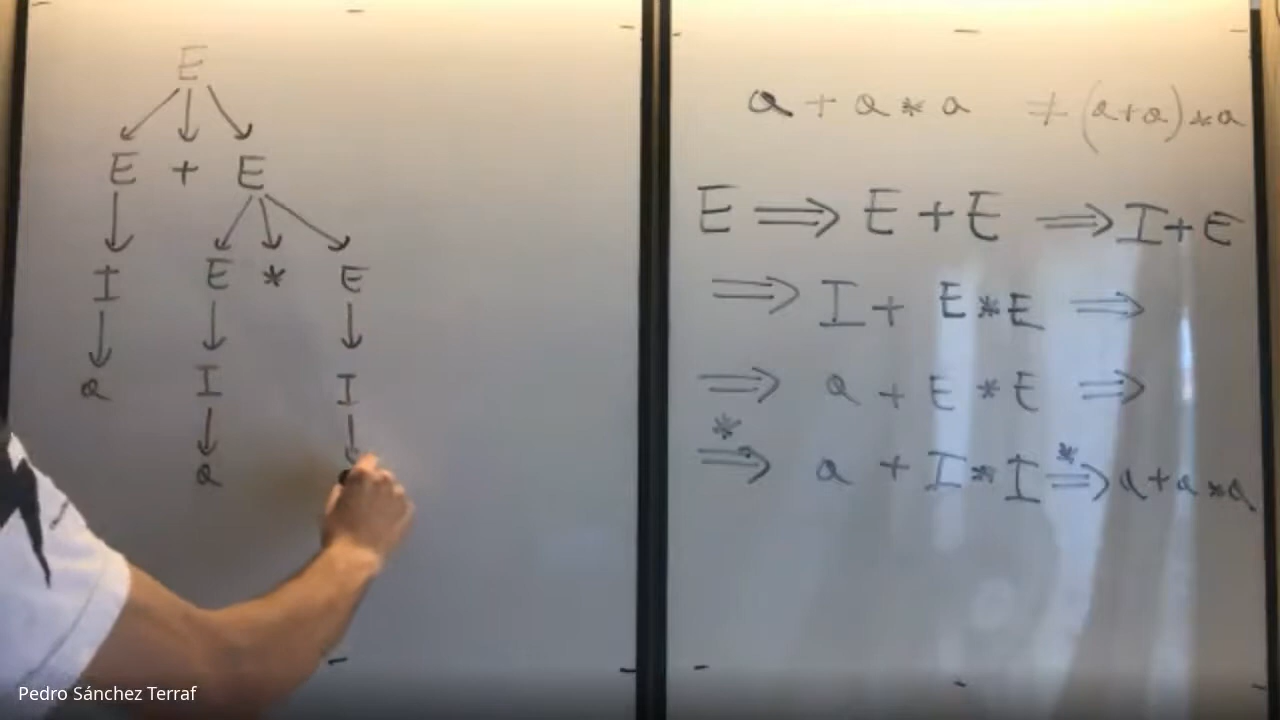 E
E + E
I E * E
a I I
a
a + a * a ≠ (a+a)*a
E ⟹ E + E ⟹ I + E
⟹ I + E * E ⟹
⟹ a + E * E ⟹
*⟹ a + I * I *⟹ a+a*a
Pedro Sánchez Terraf